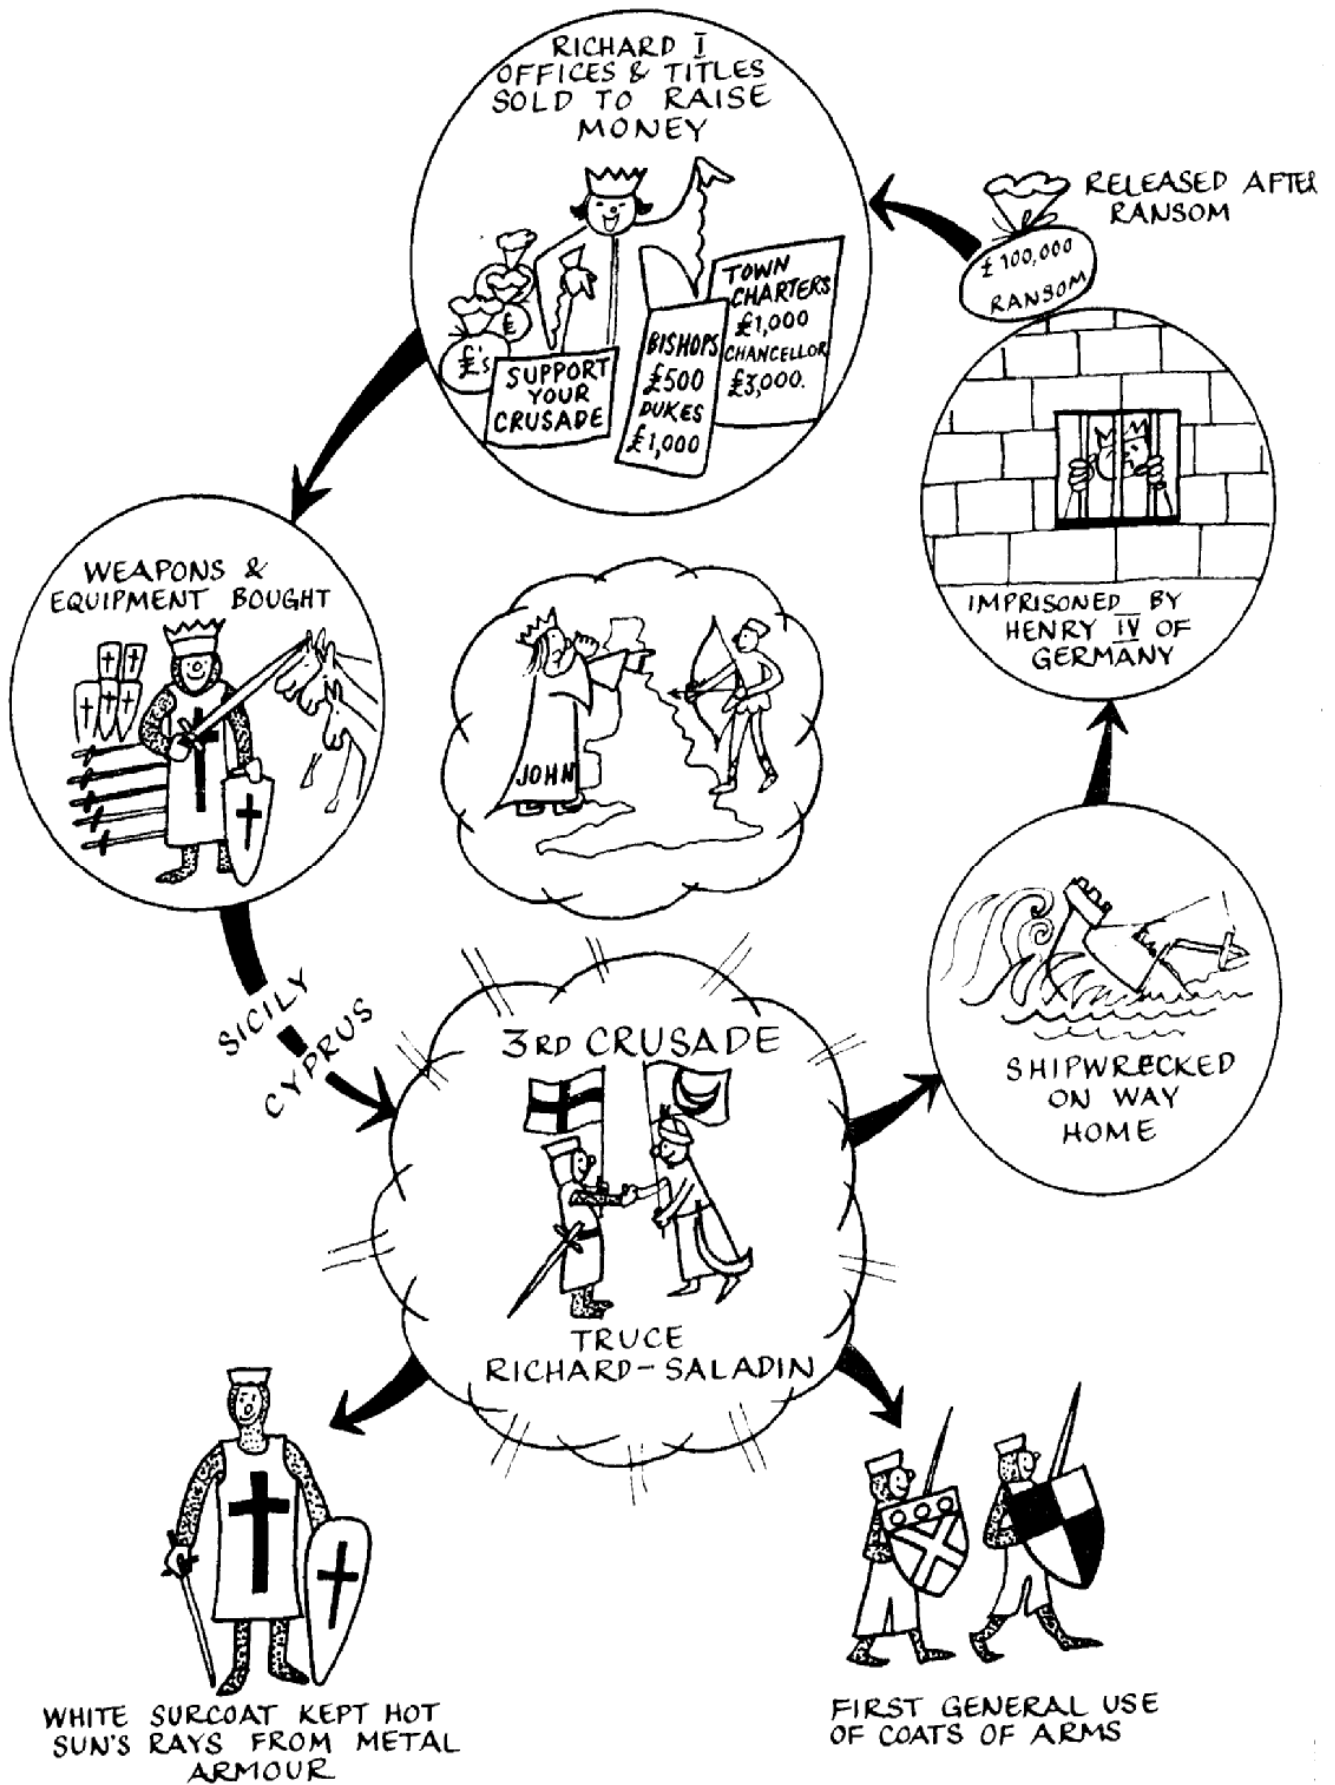 RICHARD I
OFFICES & TITLES
SOLD TO RAISE
MONEY
£'s
£
SUPPORT
YOUR
CRUSADE
BISHOPS
£500
DUKES
£1,000
TOWN
CHARTERS
£1,000
CHANCELLOR
£3,000.
RELEASED AFTER
RANSOM
£100,000
RANSOM
IMPRISONED BY
HENRY IV OF
GERMANY
WEAPONS &
EQUIPMENT BOUGHT
JOHN
SICILY
CYPRUS
3RD CRUSADE
TRUCE
RICHARD-SALADIN
SHIPWRECKED
ON WAY
HOME
WHITE SURCOAT KEPT HOT
SUN'S RAYS FROM METAL
ARMOUR
FIRST GENERAL USE
OF COATS OF ARMS